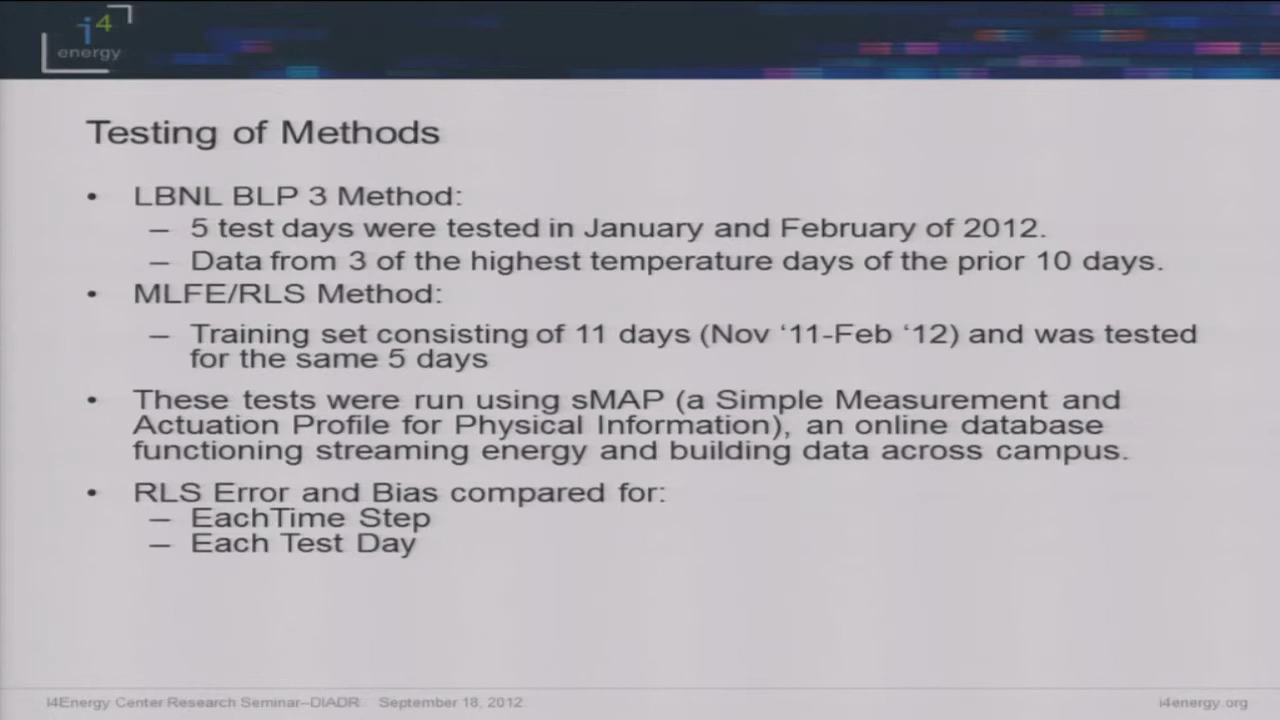 i4
energy
Testing of Methods
• LBNL BLP 3 Method:
– 5 test days were tested in January and February of 2012.
– Data from 3 of the highest temperature days of the prior 10 days.
• MLFE/RLS Method:
– Training set consisting of 11 days (Nov ‘11-Feb ‘12) and was tested
for the same 5 days
• These tests were run using sMAP (a Simple Measurement and
Actuation Profile for Physical Information), an online database
functioning streaming energy and building data across campus.
• RLS Error and Bias compared for:
– EachTime Step
– Each Test Day
i4Energy Center Research Seminar–DIADR September 18, 2012
i4energy.org